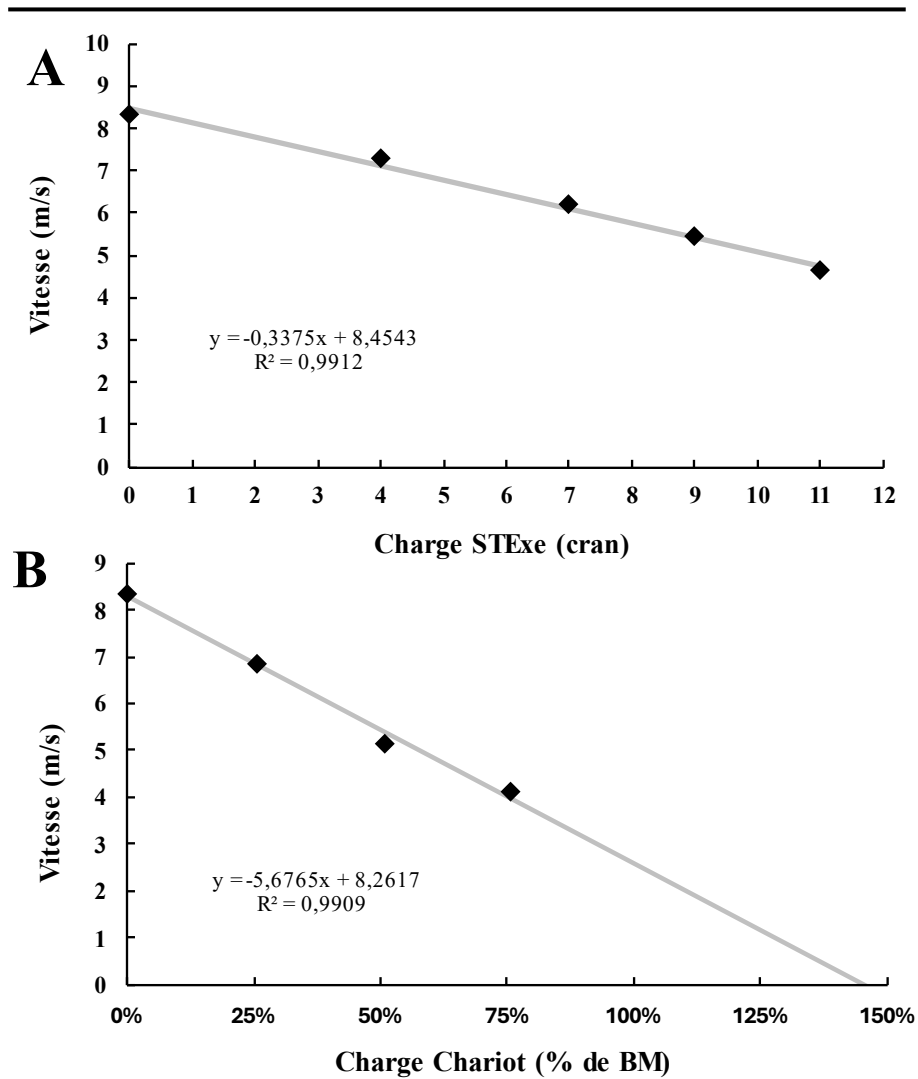 A
10
9
8
7
6
5
4
3
2
1
0
Vitesse (m/s)
y = -0,3375x + 8,4543
R² = 0,9912
0 1 2 3 4 5 6 7 8 9 10 11 12
Charge STExe (cran)
B
9
8
7
6
5
4
3
2
1
0
Vitesse (m/s)
y = -5,6765x + 8,2617
R² = 0,9909
0% 25% 50% 75% 100% 125% 150%
Charge Chariot (% de BM)